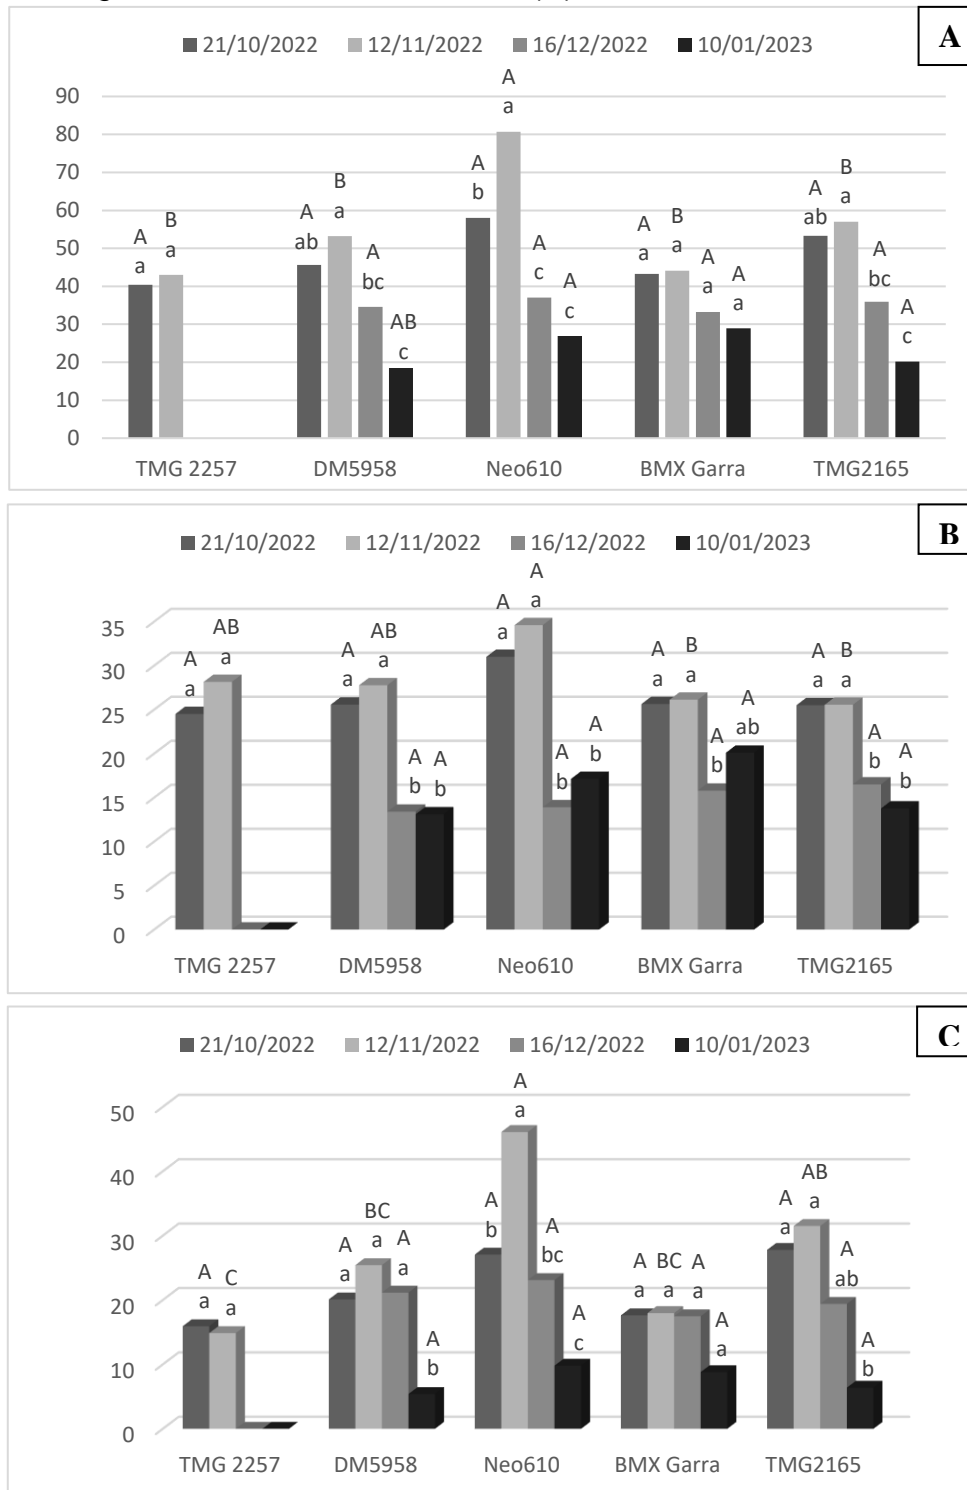 A
21/10/2022 12/11/2022 16/12/2022 10/01/2023
90
80
70
60
50
40
30
20
10
0
A a
B a
A ab
B a
A bc
AB c
A b
A a
A c
A c
A a
B a
A a
A a
A ab
B a
A bc
A c
TMG 2257 DM5958 Neo610 BMX Garra TMG2165
B
21/10/2022 12/11/2022 16/12/2022 10/01/2023
35
30
25
20
15
10
5
0
A a
AB a
A a
AB a
A b
A b
A a
A a
A b
A b
A a
B a
A b
A ab
A a
B a
A b
A b
TMG 2257 DM5958 Neo610 BMX Garra TMG2165
C
21/10/2022 12/11/2022 16/12/2022 10/01/2023
50
40
30
20
10
0
A a
C a
A a
BC a
A a
A b
A b
A a
A bc
A c
A a
BC a
A a
A a
A a
AB a
A ab
A b
TMG 2257 DM5958 Neo610 BMX Garra TMG2165